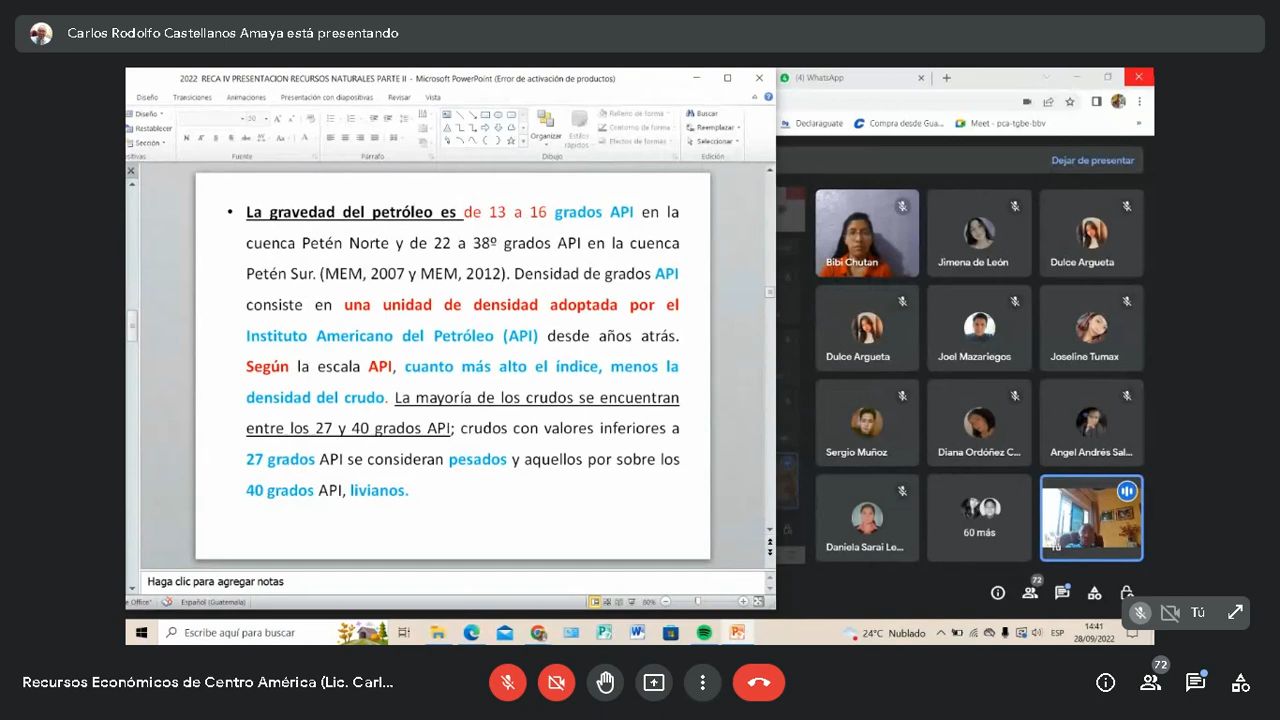 Carlos Rodolfo Castellanos Amaya está presentando
2022 RECA IV PRESENTACION RECURSOS NATURALES PARTE II - Microsoft PowerPoint (Error de activación de productos)
Diseño Transiciones Animaciones Presentación con diapositivas Revisar Vista
Diseño
Restablecer
Sección
Fuente
Párrafo
Organizar
Estilos rápidos
Relleno de forma
Contorno de forma
Efectos de formas
Dibujo
Buscar
Reemplazar
Seleccionar
Edición
(4) WhatsApp
Declaraguate
Compra desde Gua...
Meet - pca-tgbe-bbv
Dejar de presentar
• La gravedad del petróleo es de 13 a 16 grados API en la
cuenca Petén Norte y de 22 a 38º grados API en la cuenca
Petén Sur. (MEM, 2007 y MEM, 2012). Densidad de grados API
consiste en una unidad de densidad adoptada por el
Instituto Americano del Petróleo (API) desde años atrás.
Según la escala API, cuanto más alto el índice, menos la
densidad del crudo. La mayoría de los crudos se encuentran
entre los 27 y 40 grados API; crudos con valores inferiores a
27 grados API se consideran pesados y aquellos por sobre los
40 grados API, livianos.
Haga clic para agregar notas
Español (Guatemala)
80%
Bibi Chutan
Jimena de León
Dulce Argueta
Dulce Argueta
Joel Mazariegos
Joseline Tumax
Sergio Muñoz
Diana Ordóñez C...
Angel Andrés Sal...
Daniela Sarai Le...
60 más
Tú
72
Tú
Escribe aquí para buscar
24°C Nublado
ESP
14:41
28/09/2022
Recursos Económicos de Centro América (Lic. Carl...
72